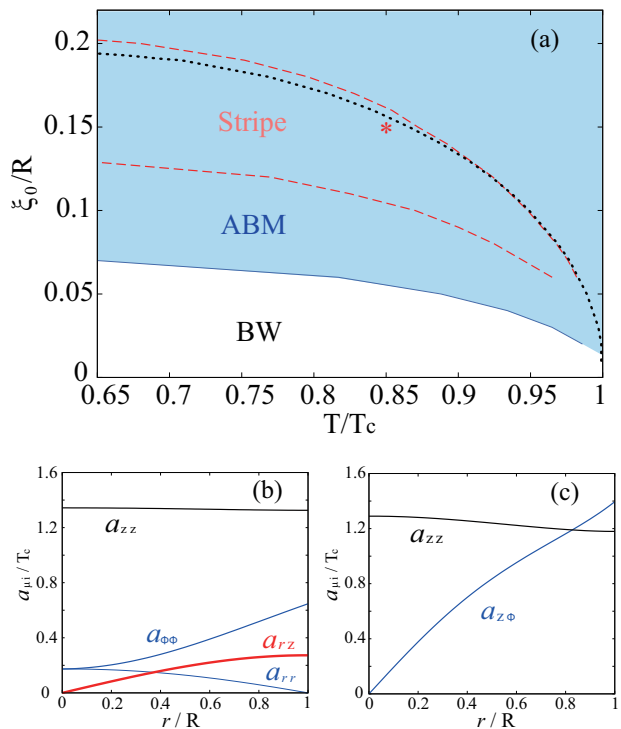 (a)
0.2
0.15
0.1
0.05
0
ξ0/R
Stripe
*
ABM
BW
0.65 0.7 0.75 0.8 0.85 0.9 0.95 1
T/Tc
(b)
1.6
1.2
0.8
0.4
0
aμi/Tc
azz
aΦΦ
arz
arr
0 0.2 0.4 0.6 0.8 1
r / R
(c)
1.6
1.2
0.8
0.4
0
aμi/Tc
azz
azΦ
0 0.2 0.4 0.6 0.8 1
r / R